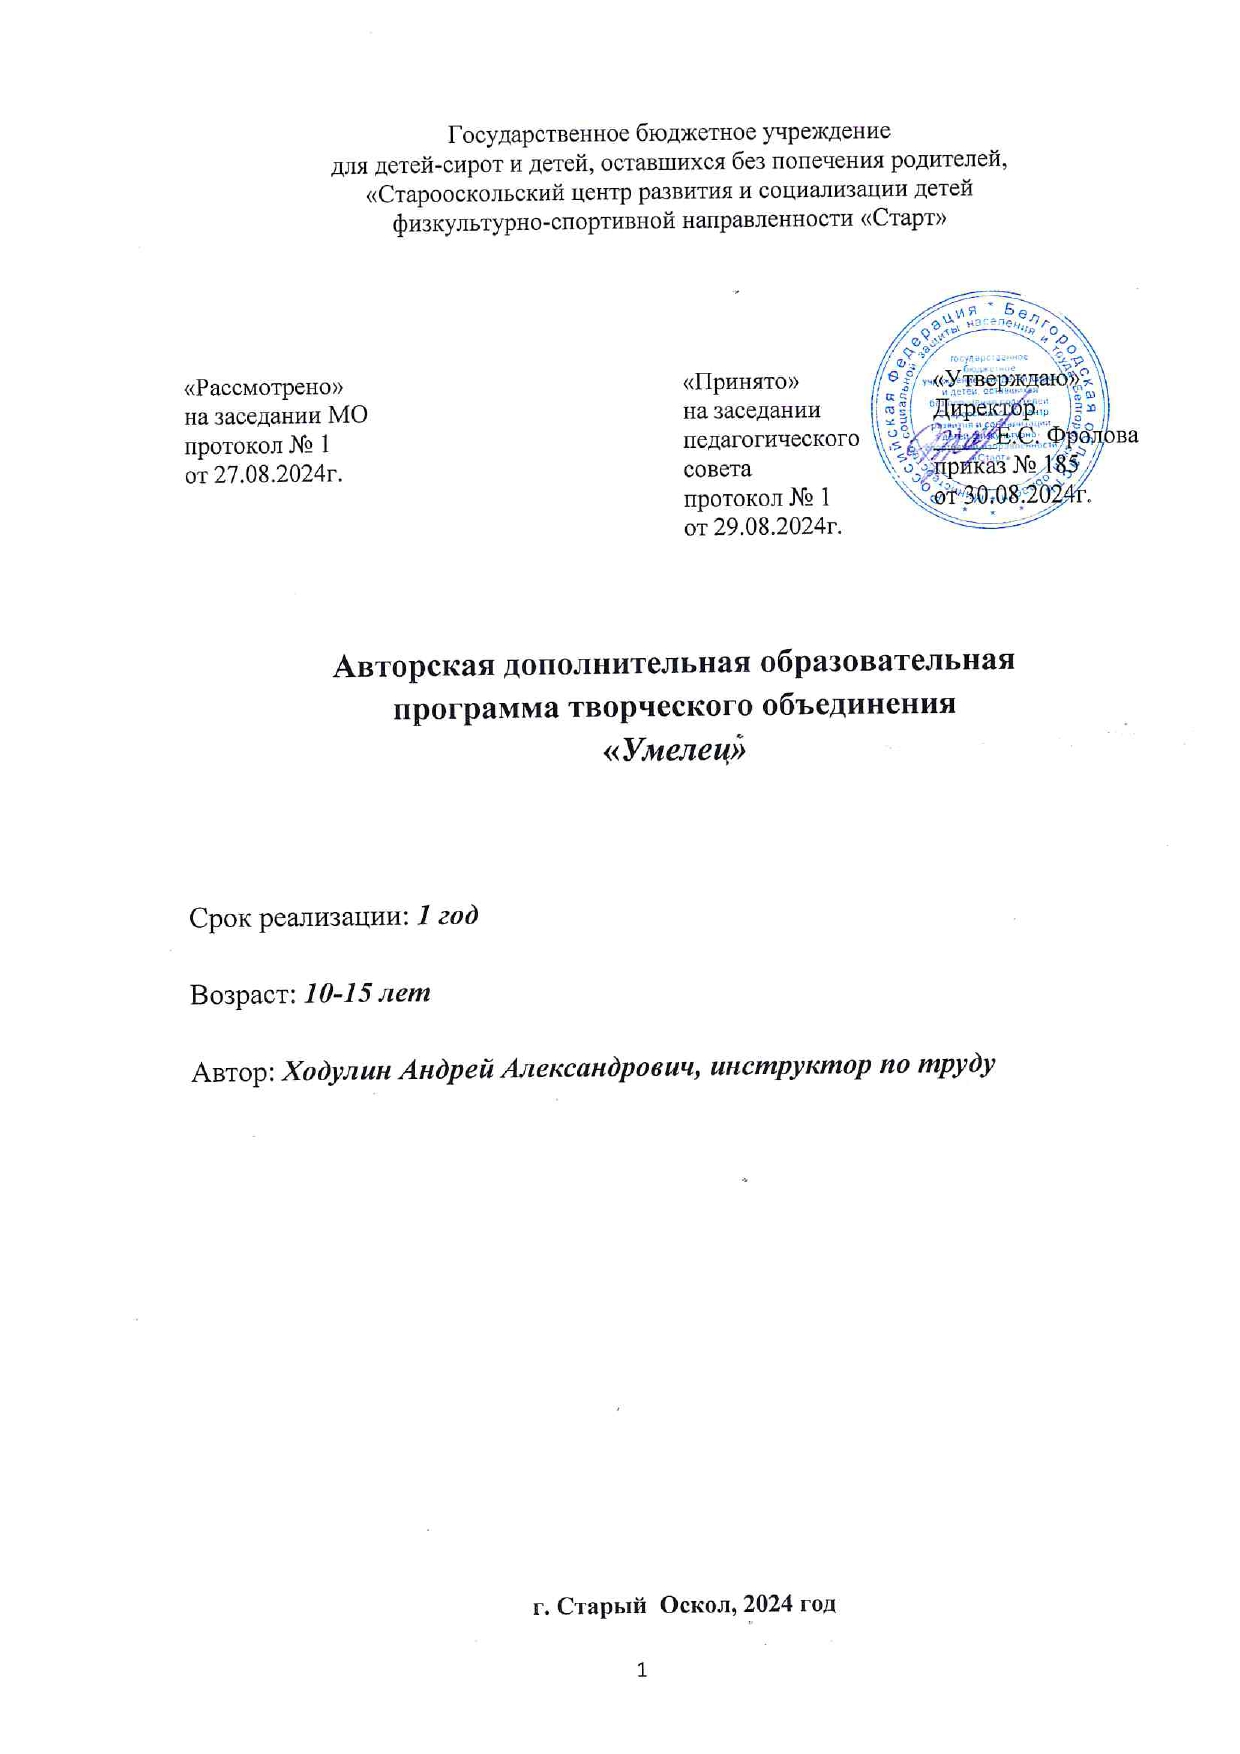 Государственное бюджетное учреждение
для детей-сирот и детей, оставшихся без попечения родителей,
«Старооскольский центр развития и социализации детей
физкультурно-спортивной направленности «Старт»
«Рассмотрено»
на заседании МО
протокол № 1
от 27.08.2024г.
«Принято»
на заседании
педагогического
совета
протокол № 1
от 29.08.2024г.
«Утверждаю»
Директор
Е.С. Фролова
приказ № 185
от 30.08.2024г.
Российская Федерация * Белгородская область
Авторская дополнительная образовательная
программа творческого объединения
«Умелец»
Срок реализации: 1 год
Возраст: 10-15 лет
Автор: Ходулин Андрей Александрович, инструктор по труду
г. Старый  Оскол, 2024 год
1